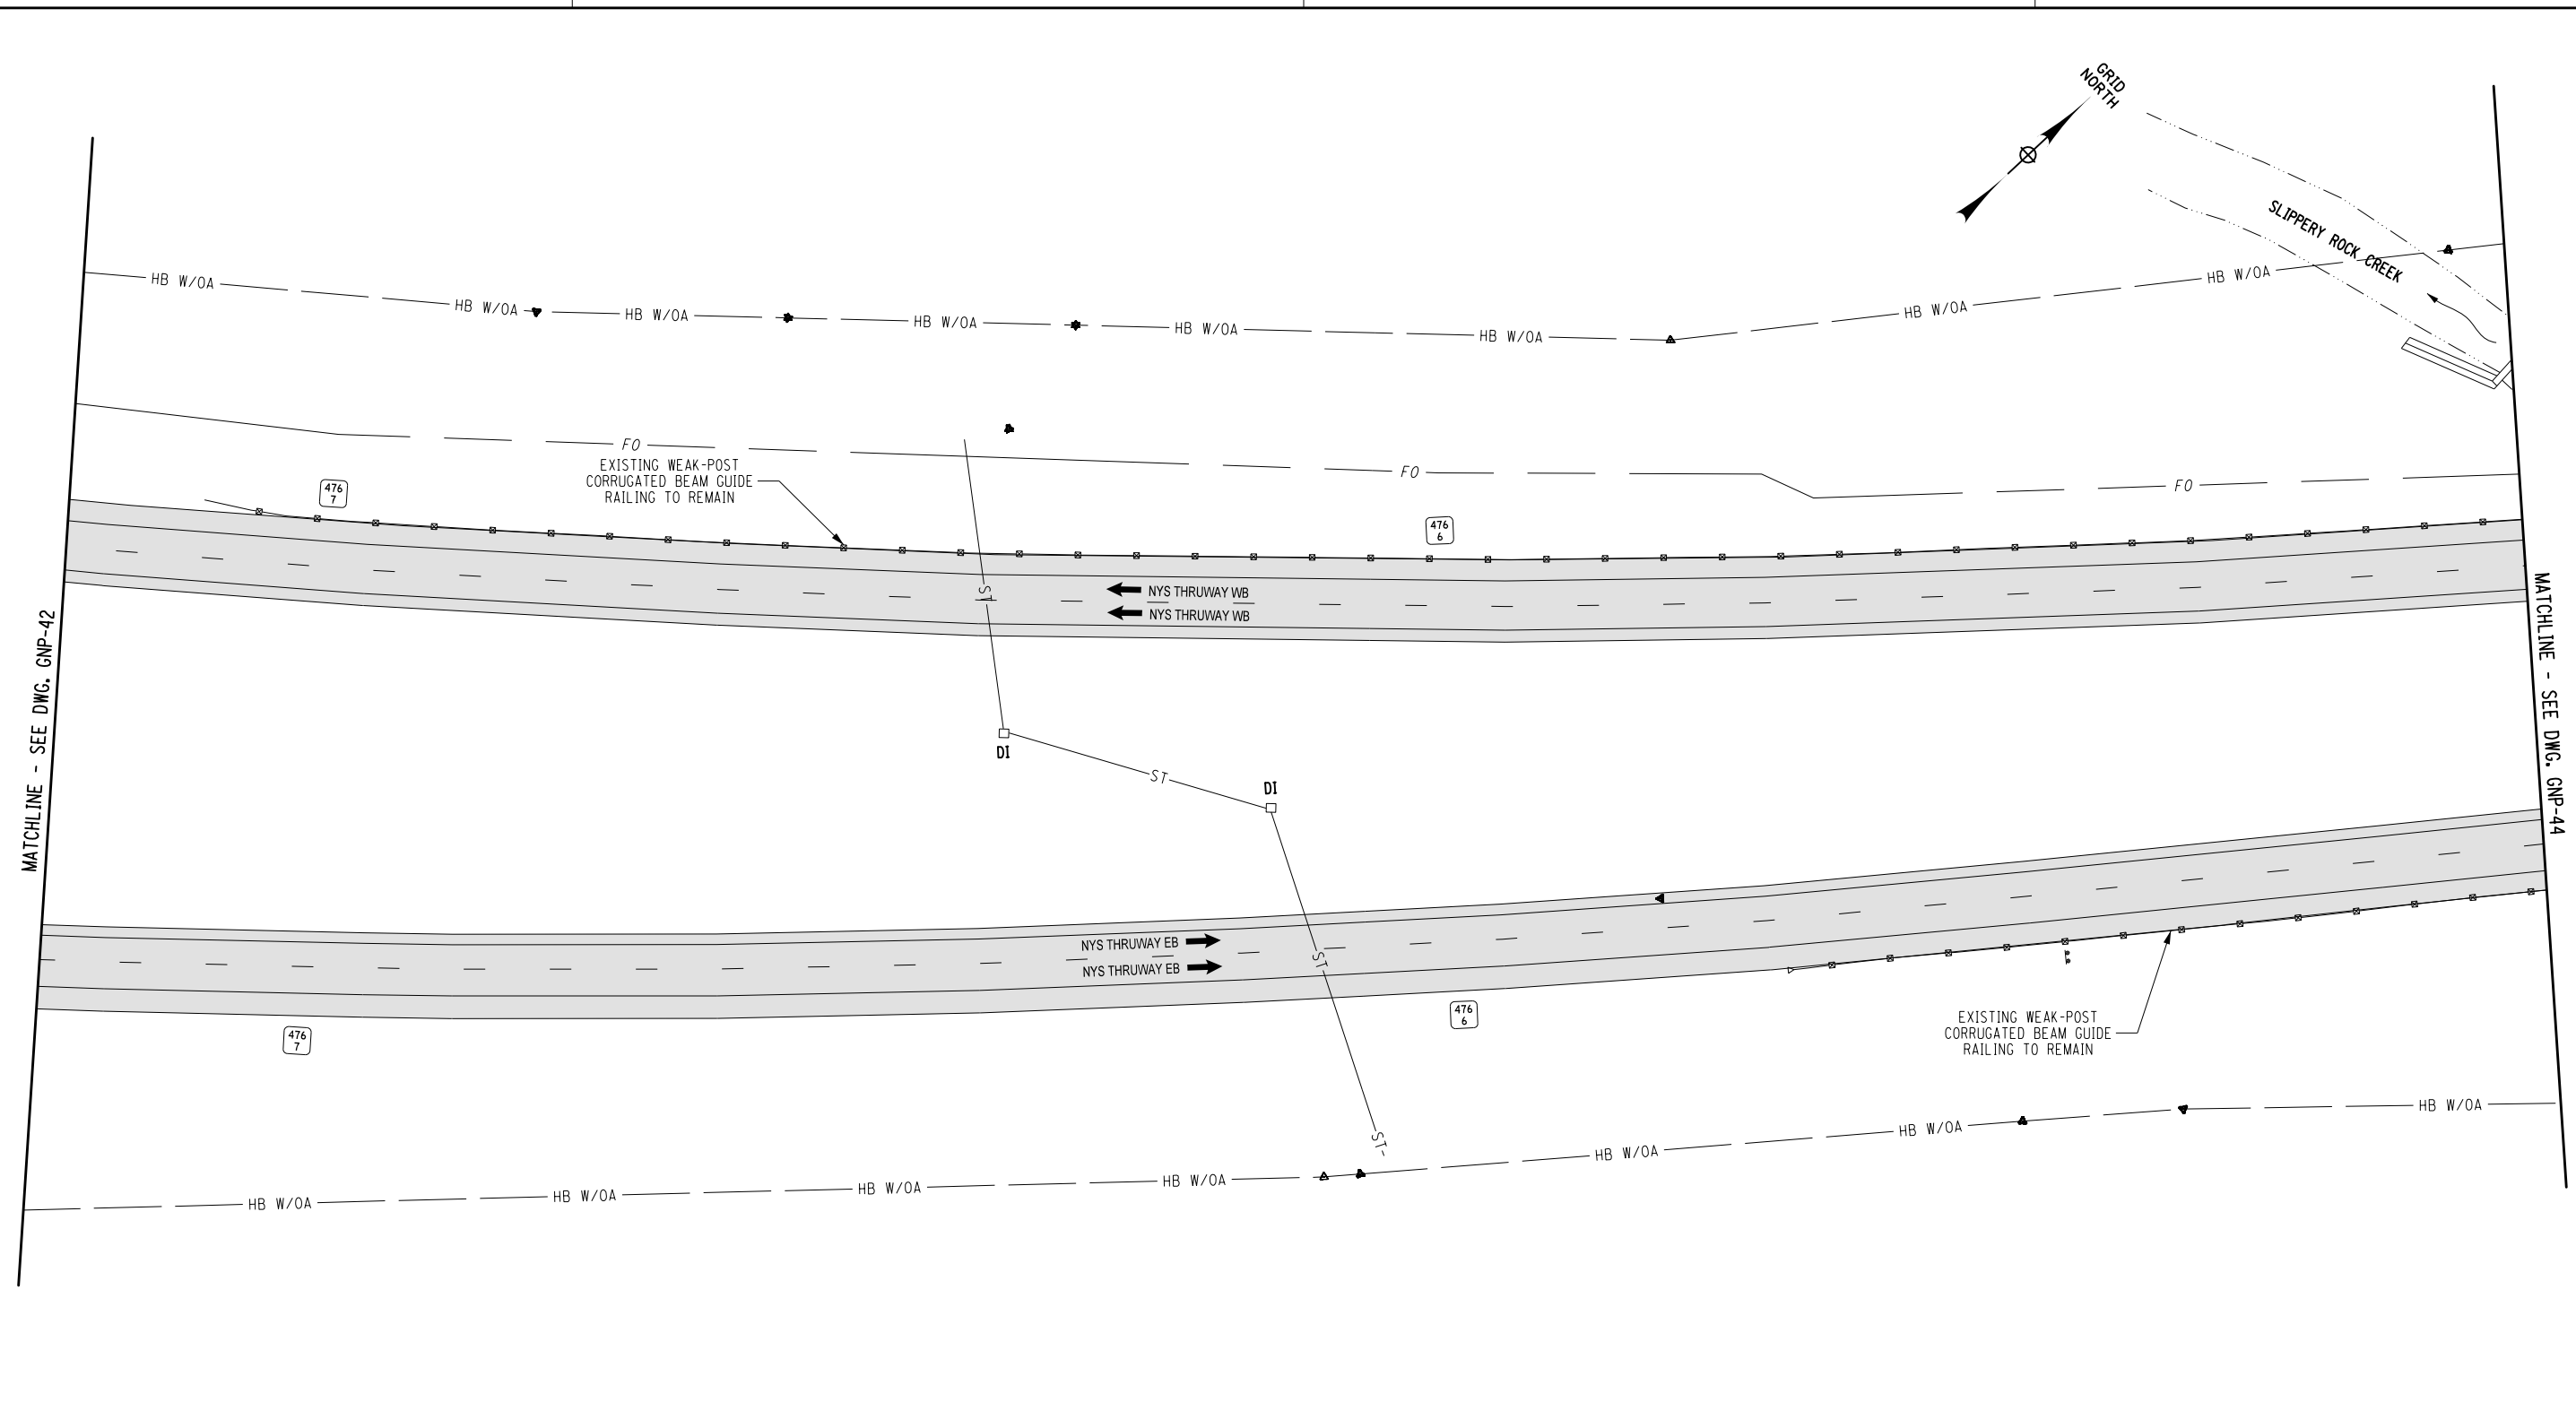 GRID
NORTH
SLIPPERY ROCK CREEK
HB W/OA
HB W/OA
HB W/OA
HB W/OA
HB W/OA
HB W/OA
HB W/OA
HB W/OA
FO
FO
FO
EXISTING WEAK-POST
CORRUGATED BEAM GUIDE
RAILING TO REMAIN
476
7
476
6
ST
NYS THRUWAY WB
NYS THRUWAY WB
MATCHLINE - SEE DWG. GNP-42
MATCHLINE - SEE DWG. GNP-44
DI
ST
DI
NYS THRUWAY EB
NYS THRUWAY EB
ST
476
7
476
6
EXISTING WEAK-POST
CORRUGATED BEAM GUIDE
RAILING TO REMAIN
ST
HB W/OA
HB W/OA
HB W/OA
HB W/OA
HB W/OA
HB W/OA
HB W/OA